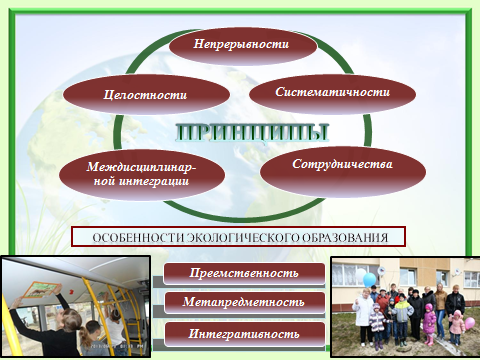 Непрерывности
Целостности
Систематичности
ПРИНЦИПЫ
Междисциплинар-
ной интеграции
Сотрудничества
ОСОБЕННОСТИ ЭКОЛОГИЧЕСКОГО ОБРАЗОВАНИЯ
Преемственность
Метапредметность
Интегративность